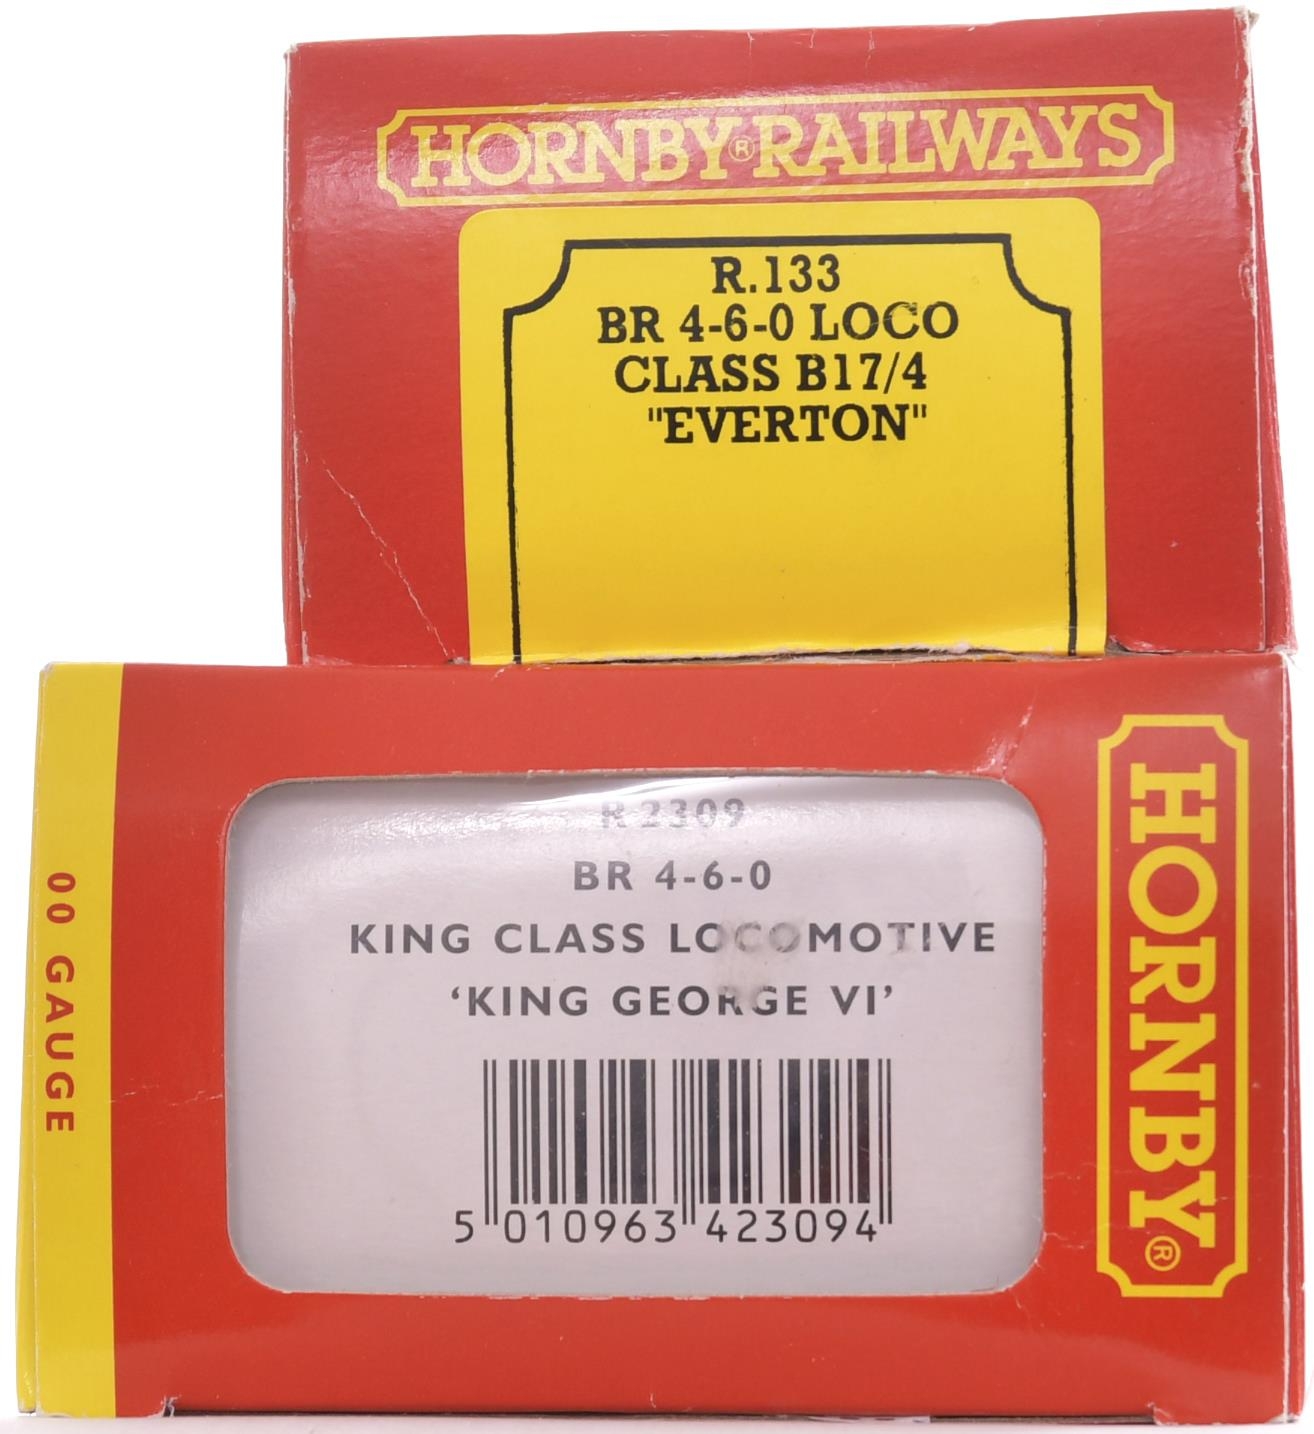 HORNBY® RAILWAYS
R.133
BR 4-6-0 LOCO
CLASS B17/4
"EVERTON"
00 GAUGE
R 2309
BR 4-6-0
KING CLASS LOCOMOTIVE
‘KING GEORGE VI’
5 010963 423094
HORNBY®